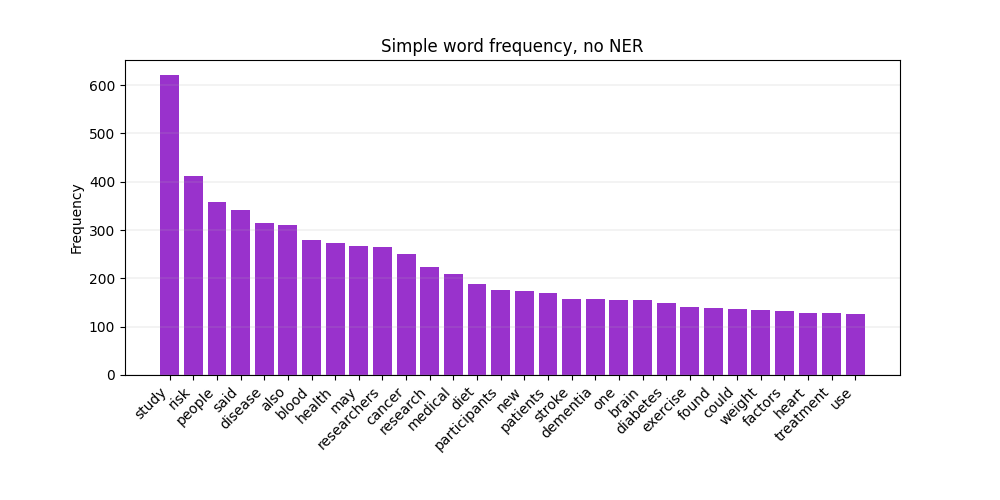 Simple word frequency, no NER
Frequency
600
500
400
300
200
100
0
study
risk
people
said
disease
also
blood
health
may
researchers
cancer
research
medical
diet
participants
new
patients
stroke
dementia
one
brain
diabetes
exercise
found
could
weight
factors
heart
treatment
use